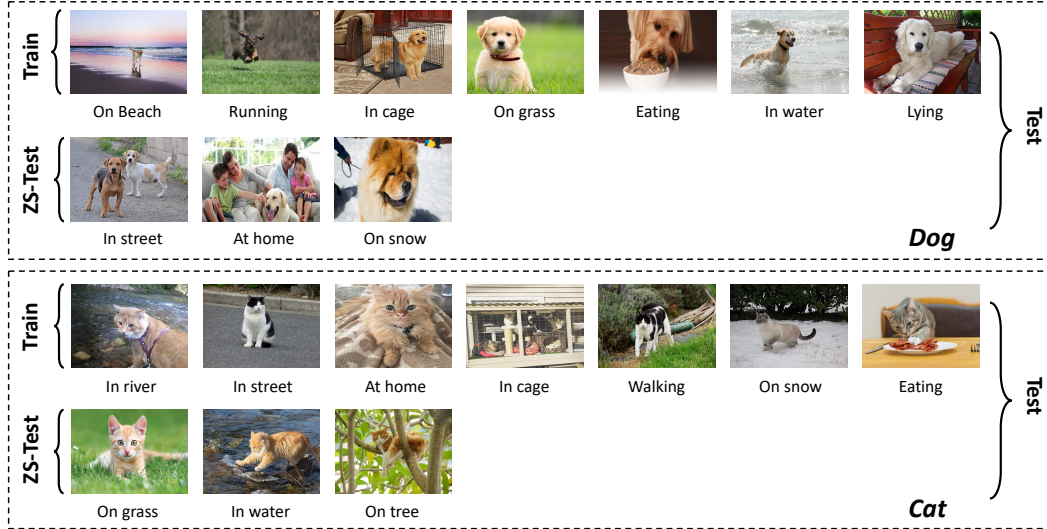 Train
On Beach
Running
In cage
On grass
Eating
In water
Lying
ZS-Test
In street
At home
On snow
Test
Dog
Train
In river
In street
At home
In cage
Walking
On snow
Eating
ZS-Test
On grass
In water
On tree
Test
Cat